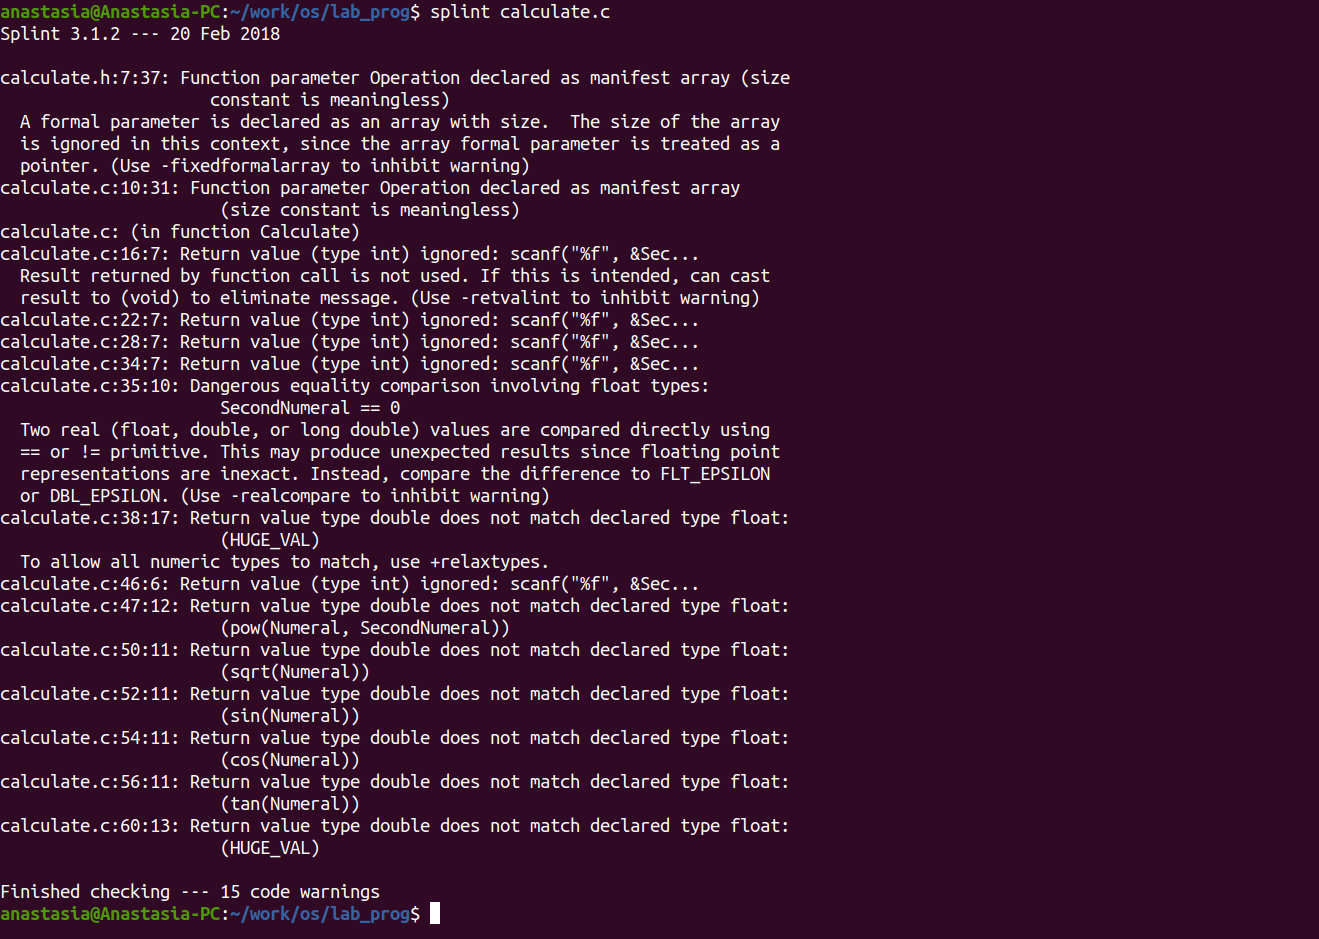 anastasia@Anastasia-PC:~/work/os/lab_prog$ splint calculate.c
Splint 3.1.2 --- 20 Feb 2018

calculate.h:7:37: Function parameter Operation declared as manifest array (size
                     constant is meaningless)
  A formal parameter is declared as an array with size.  The size of the array
  is ignored in this context, since the array formal parameter is treated as a
  pointer. (Use -fixedformalarray to inhibit warning)
calculate.c:10:31: Function parameter Operation declared as manifest array
                      (size constant is meaningless)
calculate.c: (in function Calculate)
calculate.c:16:7: Return value (type int) ignored: scanf("%f", &Sec...
  Result returned by function call is not used. If this is intended, can cast
  result to (void) to eliminate message. (Use -retvalint to inhibit warning)
calculate.c:22:7: Return value (type int) ignored: scanf("%f", &Sec...
calculate.c:28:7: Return value (type int) ignored: scanf("%f", &Sec...
calculate.c:34:7: Return value (type int) ignored: scanf("%f", &Sec...
calculate.c:35:10: Dangerous equality comparison involving float types:
                      SecondNumeral == 0
  Two real (float, double, or long double) values are compared directly using
  == or != primitive. This may produce unexpected results since floating point
  representations are inexact. Instead, compare the difference to FLT_EPSILON
  or DBL_EPSILON. (Use -realcompare to inhibit warning)
calculate.c:38:17: Return value type double does not match declared type float:
                      (HUGE_VAL)
  To allow all numeric types to match, use +relaxtypes.
calculate.c:46:6: Return value (type int) ignored: scanf("%f", &Sec...
calculate.c:47:12: Return value type double does not match declared type float:
                      (pow(Numeral, SecondNumeral))
calculate.c:50:11: Return value type double does not match declared type float:
                      (sqrt(Numeral))
calculate.c:52:11: Return value type double does not match declared type float:
                      (sin(Numeral))
calculate.c:54:11: Return value type double does not match declared type float:
                      (cos(Numeral))
calculate.c:56:11: Return value type double does not match declared type float:
                      (tan(Numeral))
calculate.c:60:13: Return value type double does not match declared type float:
                      (HUGE_VAL)

Finished checking --- 15 code warnings
anastasia@Anastasia-PC:~/work/os/lab_prog$